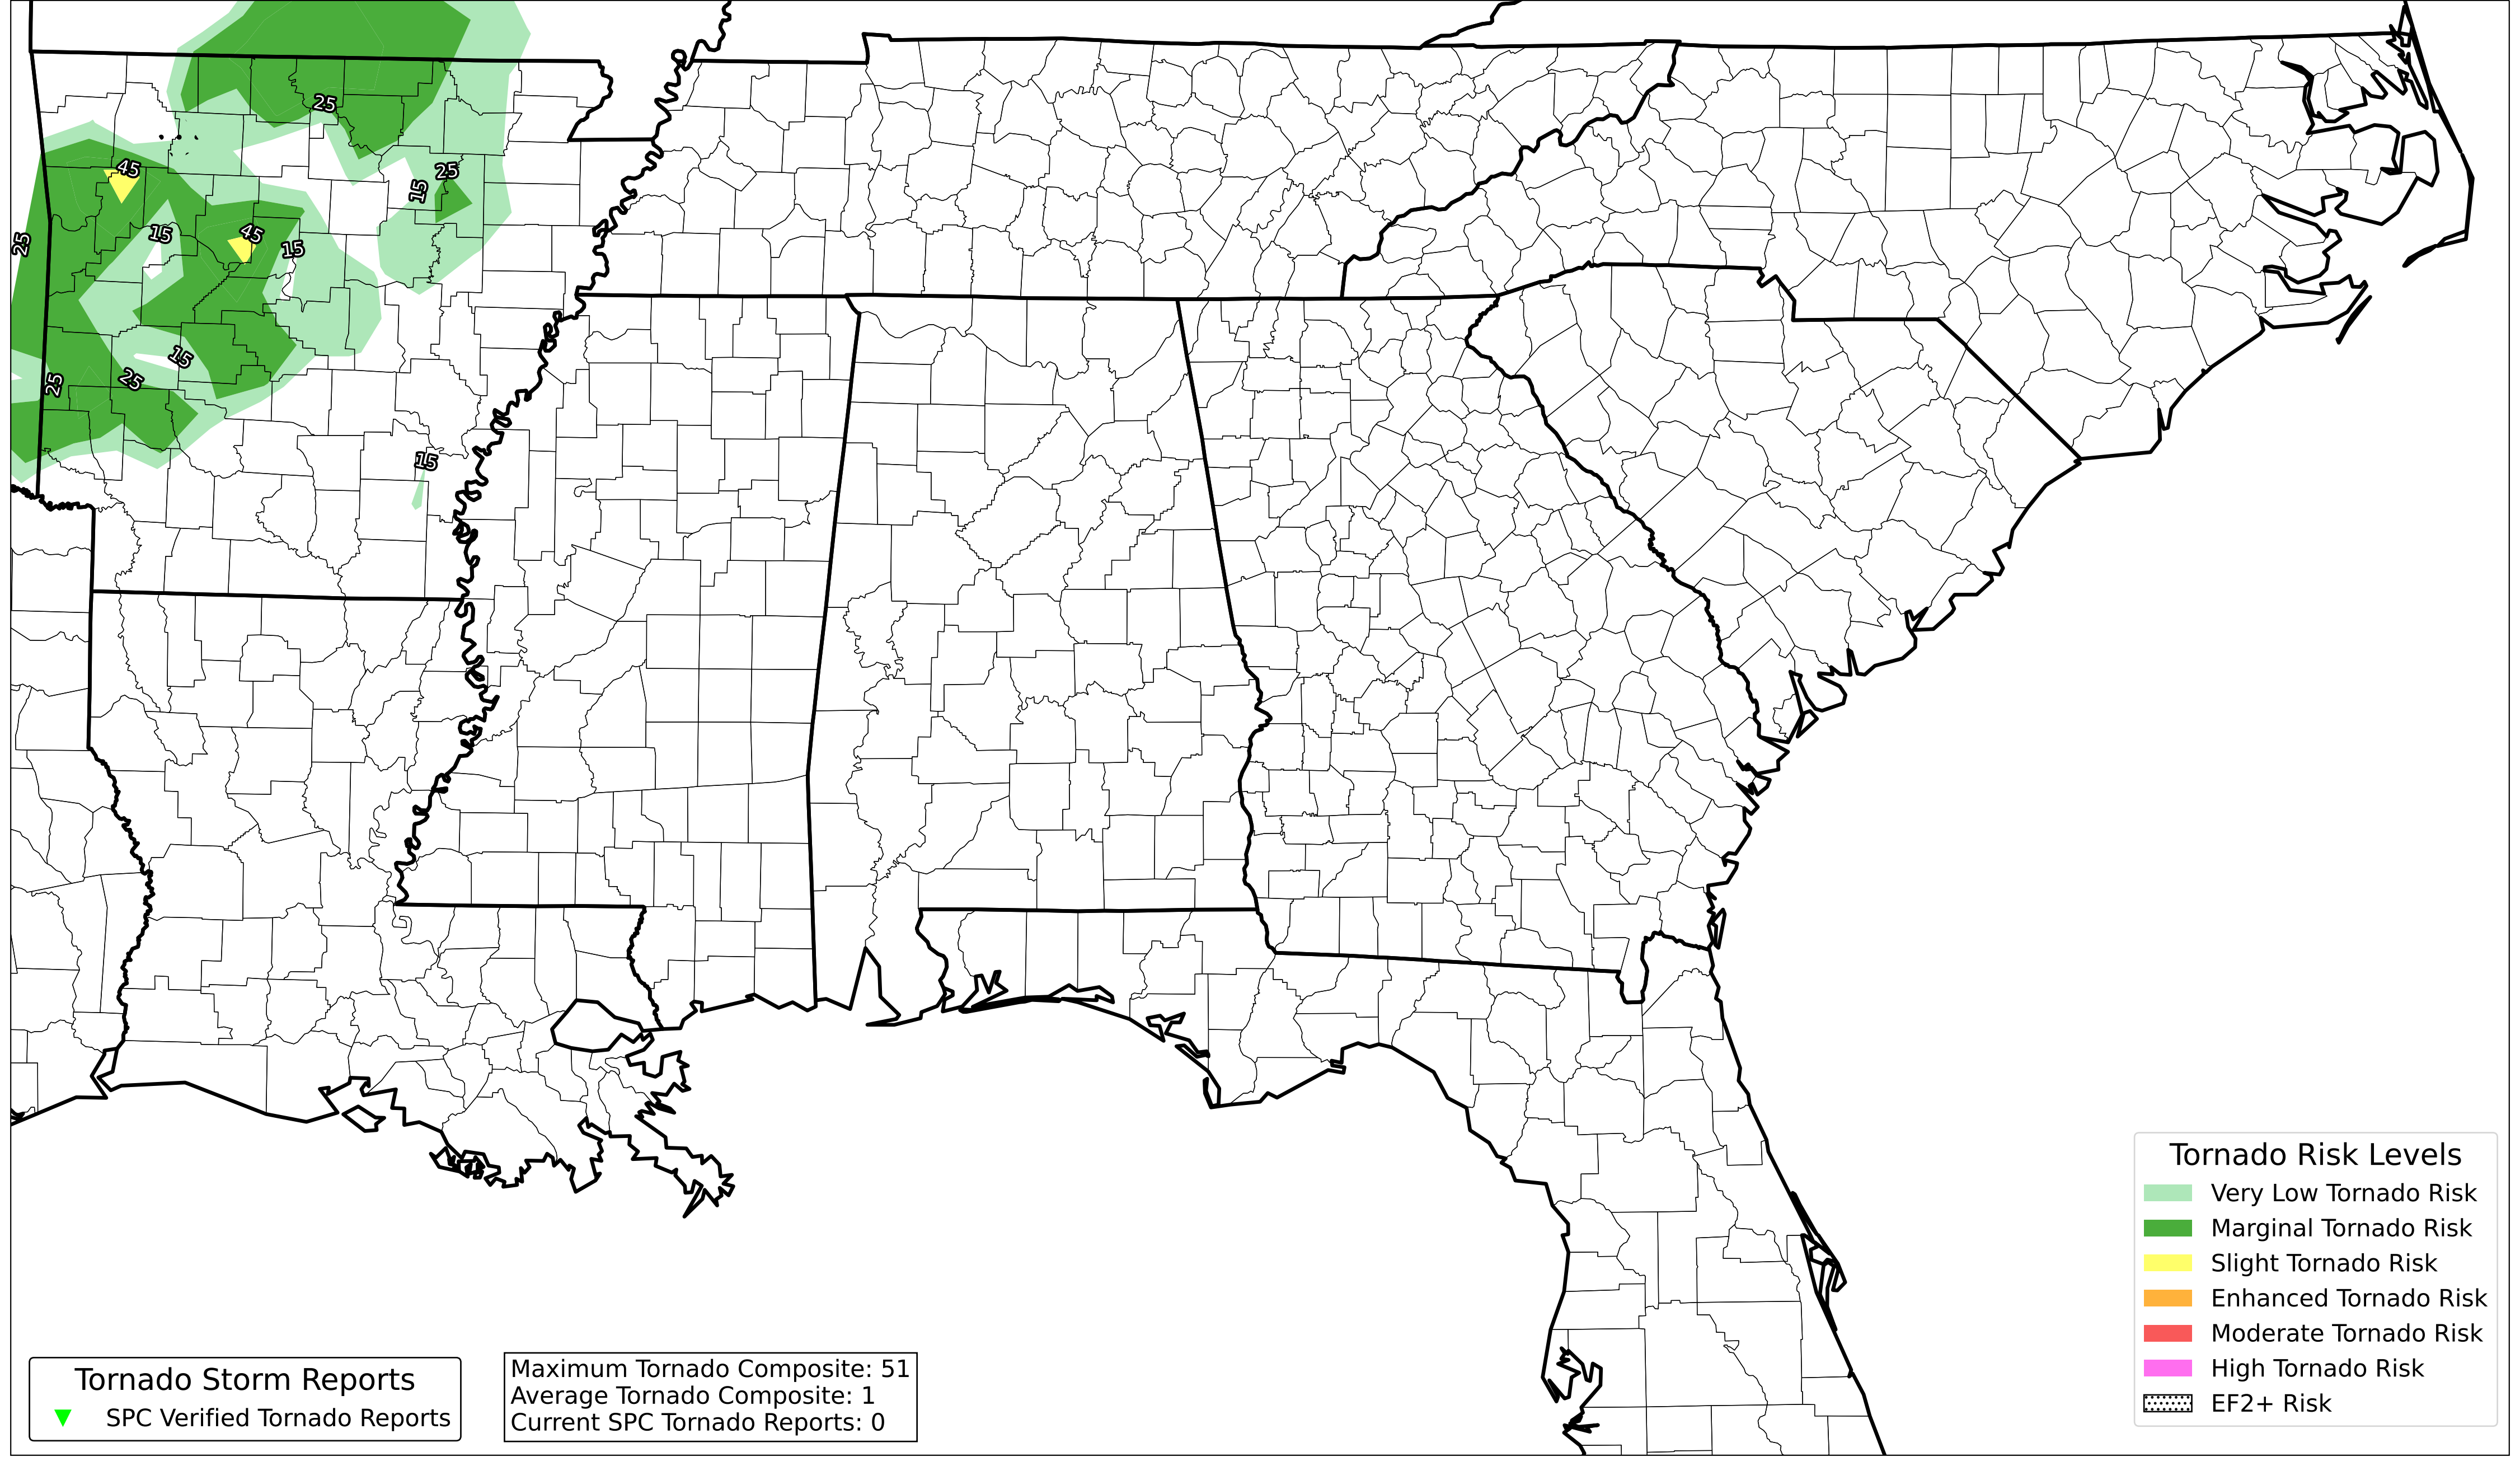 25
45
25
15
15
45
15
25
15
25
25
15
Tornado Risk Levels
Very Low Tornado Risk
Marginal Tornado Risk
Slight Tornado Risk
Enhanced Tornado Risk
Moderate Tornado Risk
High Tornado Risk
EF2+ Risk
Tornado Storm Reports
SPC Verified Tornado Reports
Maximum Tornado Composite: 51
Average Tornado Composite: 1
Current SPC Tornado Reports: 0